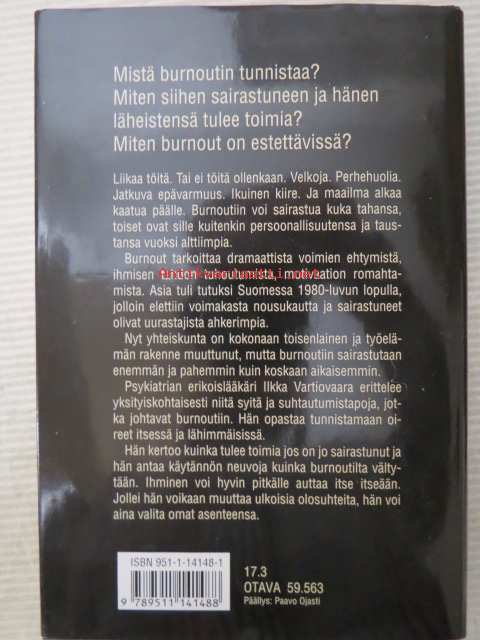 Mistä burnoutin tunnistaa?
Miten siihen sairastuneen ja hänen
läheistensä tulee toimia?
Miten burnout on estettävissä?
Liikaa töitä. Tai ei töitä ollenkaan. Velkoja. Perhehuolia.
Jatkuva epävarmuus. Ikuinen kiire. Ja maailma alkaa
kaatua päälle. Burnoutiin voi sairastua kuka tahansa,
toiset ovat sille kuitenkin persoonallisuutensa ja taus-
tansa vuoksi alttiimpia.
Burnout tarkoittaa dramaattista voimien ehtymistä,
ihmisen tutumista, motivaation romahta-
mista. Asia tuli tutuksi Suomessa 1980-luvun lopulla,
jolloin elettiin voimakasta nousukautta ja sairastuneet
olivat uurastajista ahkerimpia.
Nyt yhteiskunta on kokonaan toisenlainen ja työelä-
män rakenne muuttunut, mutta burnoutiin sairastutaan
enemmän ja pahemmin kuin koskaan aikaisemmin.
Psykiatrian erikoislääkäri Ilkka Vartiovaara erittelee
yksityiskohtaisesti niitä syitä ja suhtautumistapoja, jot-
ka johtavat burnoutiin. Hän opastaa tunnistamaan oi-
reet itsessä ja lähimmäisissä.
Hän kertoo kuinka tulee toimia jos on jo sairastunut ja
hän antaa käytännön neuvoja kuinka burnoutilta välty-
tään. Ihminen voi hyvin pitkälle auttaa itse itseään.
Jollei hän voikaan muuttaa ulkoisia olosuhteita, hän voi
aina valita omat asenteensa.
ISBN 951-1-14148-1
9 789511 141488
17.3
OTAVA 59.563
Päällys: Paavo Ojasti